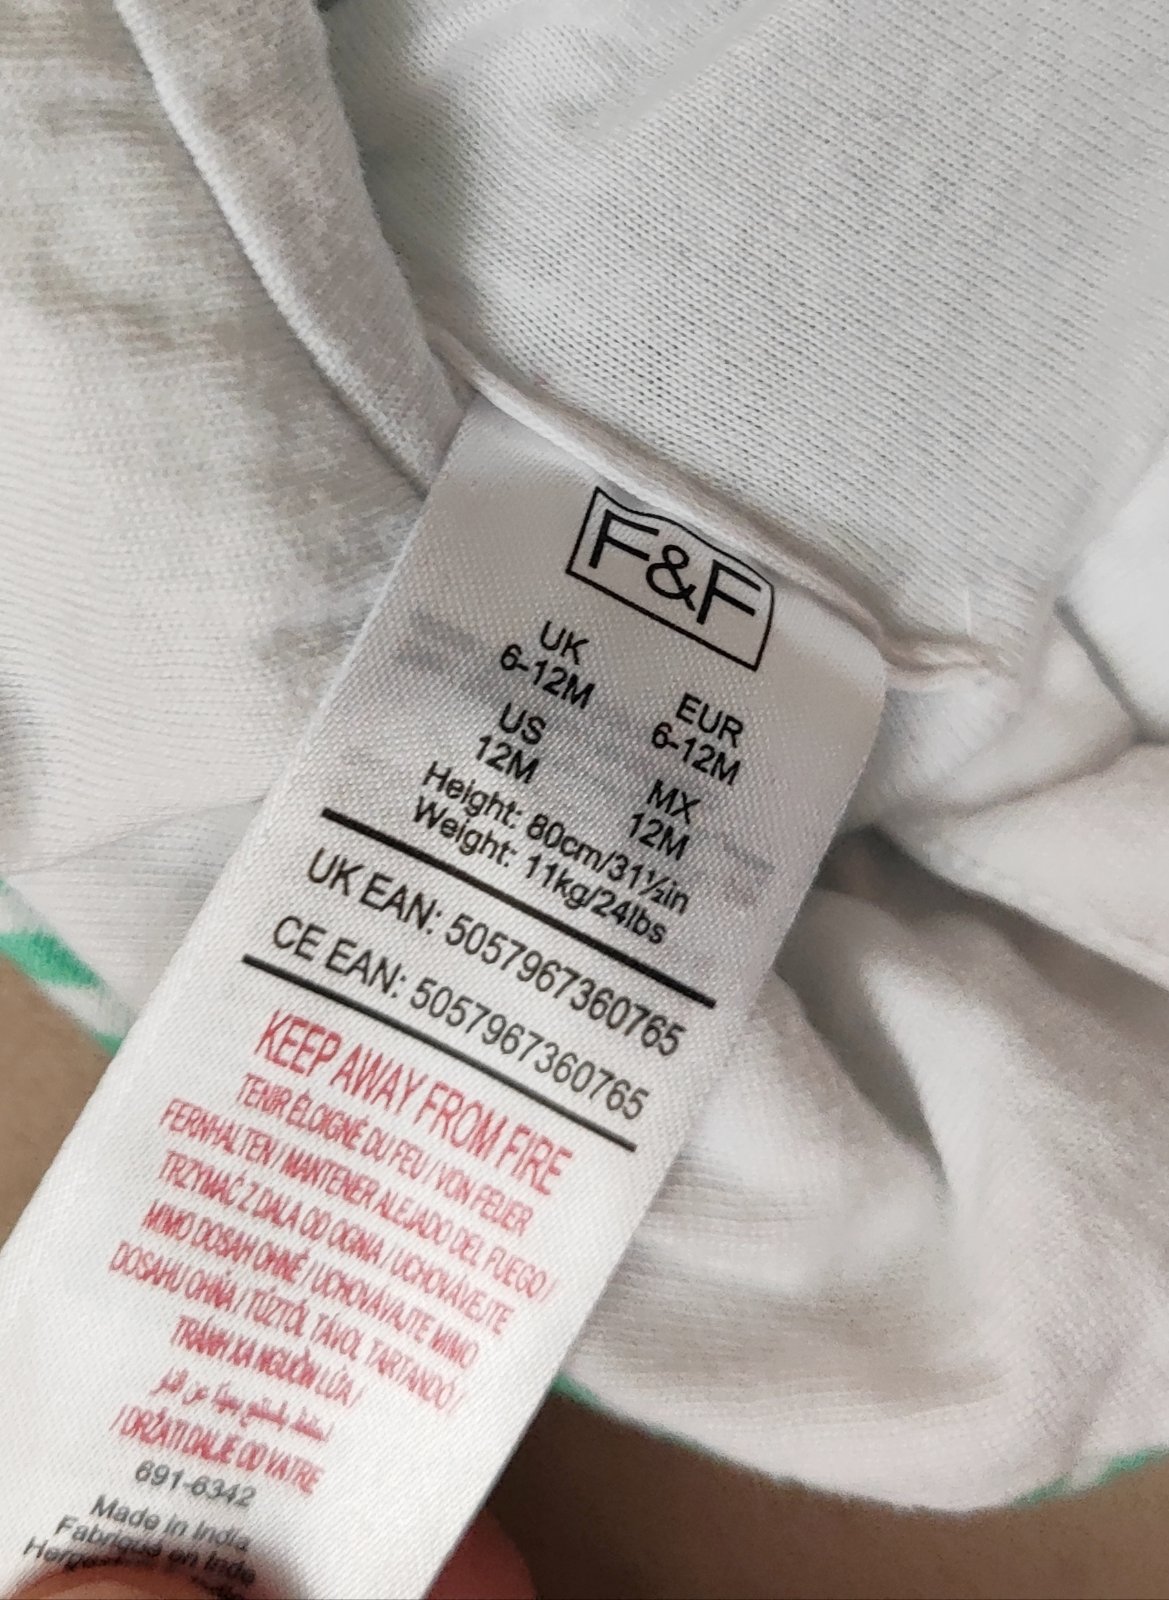 F&F
UK
6-12M
EUR
6-12M
US
12M
MX
12M
Height: 80cm/31½in
Weight: 11kg/24lbs
UK EAN: 5057967360765
CE EAN: 5057967360765
KEEP AWAY FROM FIRE
TENIR ÉLOIGNÉ DU FEU / VON FEUER
FERNHALTEN / MANTENER ALEJADO DEL FUEGO /
TRZYMAĆ Z DALA OD OGNIA / UCHOVÁVEJTE
MIMO DOSAH OHNĚ / UCHOVÁVAJTE MIMO
DOSAHU OHŇA / TŰZTŐL TÁVOL TARTANDÓ /
TRÁNH XA NGUỒN LỬA /
/ DRŽATI DALJE OD VATRE
691-6342
Made in India
Fabriqué en Inde